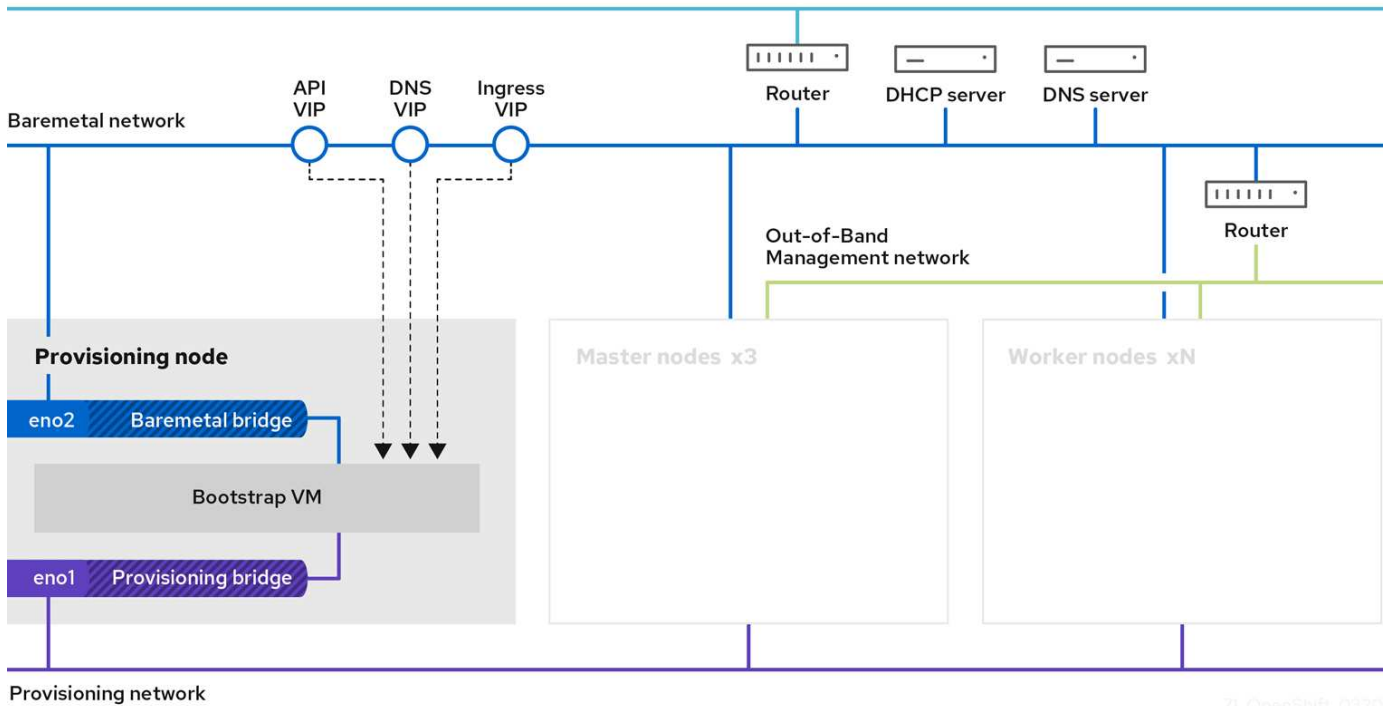 API
VIP
DNS
VIP
Ingress
VIP
Router
DHCP server
DNS server
Baremetal network
Router
Out-of-Band
Management network
Provisioning node
Master nodes x3
Worker nodes xN
eno2
Baremetal bridge
Bootstrap VM
eno1
Provisioning bridge
Provisioning network